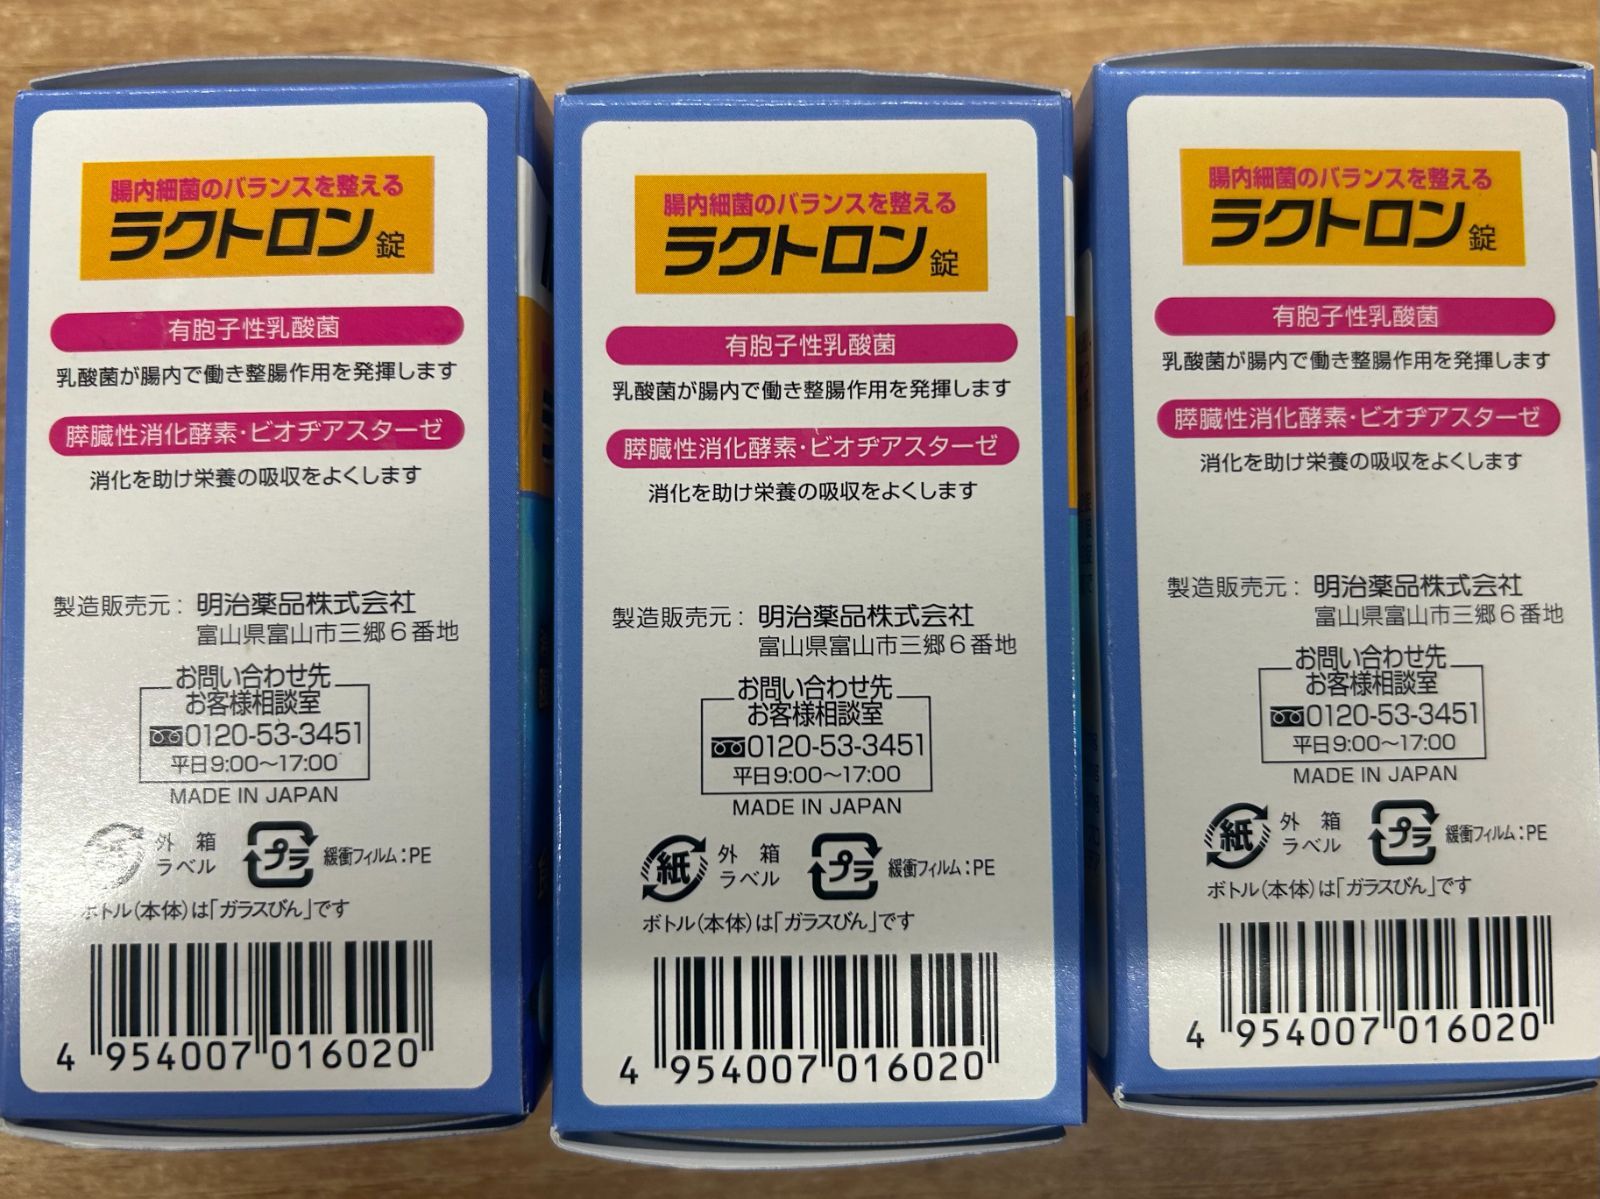 腸内細菌のバランスを整える
ラクトロン錠
有胞子性乳酸菌
乳酸菌が腸内で働き整腸作用を発揮します
膵臓性消化酵素・ビオヂアスターゼ
消化を助け栄養の吸収をよくします
製造販売元：明治薬品株式会社
富山県富山市三郷6番地
お問い合わせ先
お客様相談室
0120-53-3451
平日9:00〜17:00
MADE IN JAPAN
外箱
ラベル
プラ
緩衝フィルム：PE
ボトル（本体）は「ガラスびん」です
4 954007 016020
腸内細菌のバランスを整える
ラクトロン錠
有胞子性乳酸菌
乳酸菌が腸内で働き整腸作用を発揮します
膵臓性消化酵素・ビオヂアスターゼ
消化を助け栄養の吸収をよくします
製造販売元：明治薬品株式会社
富山県富山市三郷6番地
お問い合わせ先
お客様相談室
0120-53-3451
平日9:00〜17:00
MADE IN JAPAN
紙
外箱
ラベル
プラ
緩衝フィルム：PE
ボトル（本体）は「ガラスびん」です
4 954007 016020
腸内細菌のバランスを整える
ラクトロン錠
有胞子性乳酸菌
乳酸菌が腸内で働き整腸作用を発揮します
膵臓性消化酵素・ビオヂアスターゼ
消化を助け栄養の吸収をよくします
製造販売元：明治薬品株式会社
富山県富山市三郷6番地
お問い合わせ先
お客様相談室
0120-53-3451
平日9:00〜17:00
MADE IN JAPAN
紙
外箱
ラベル
プラ
緩衝フィルム：PE
ボトル（本体）は「ガラスびん」です
4 954007 016020